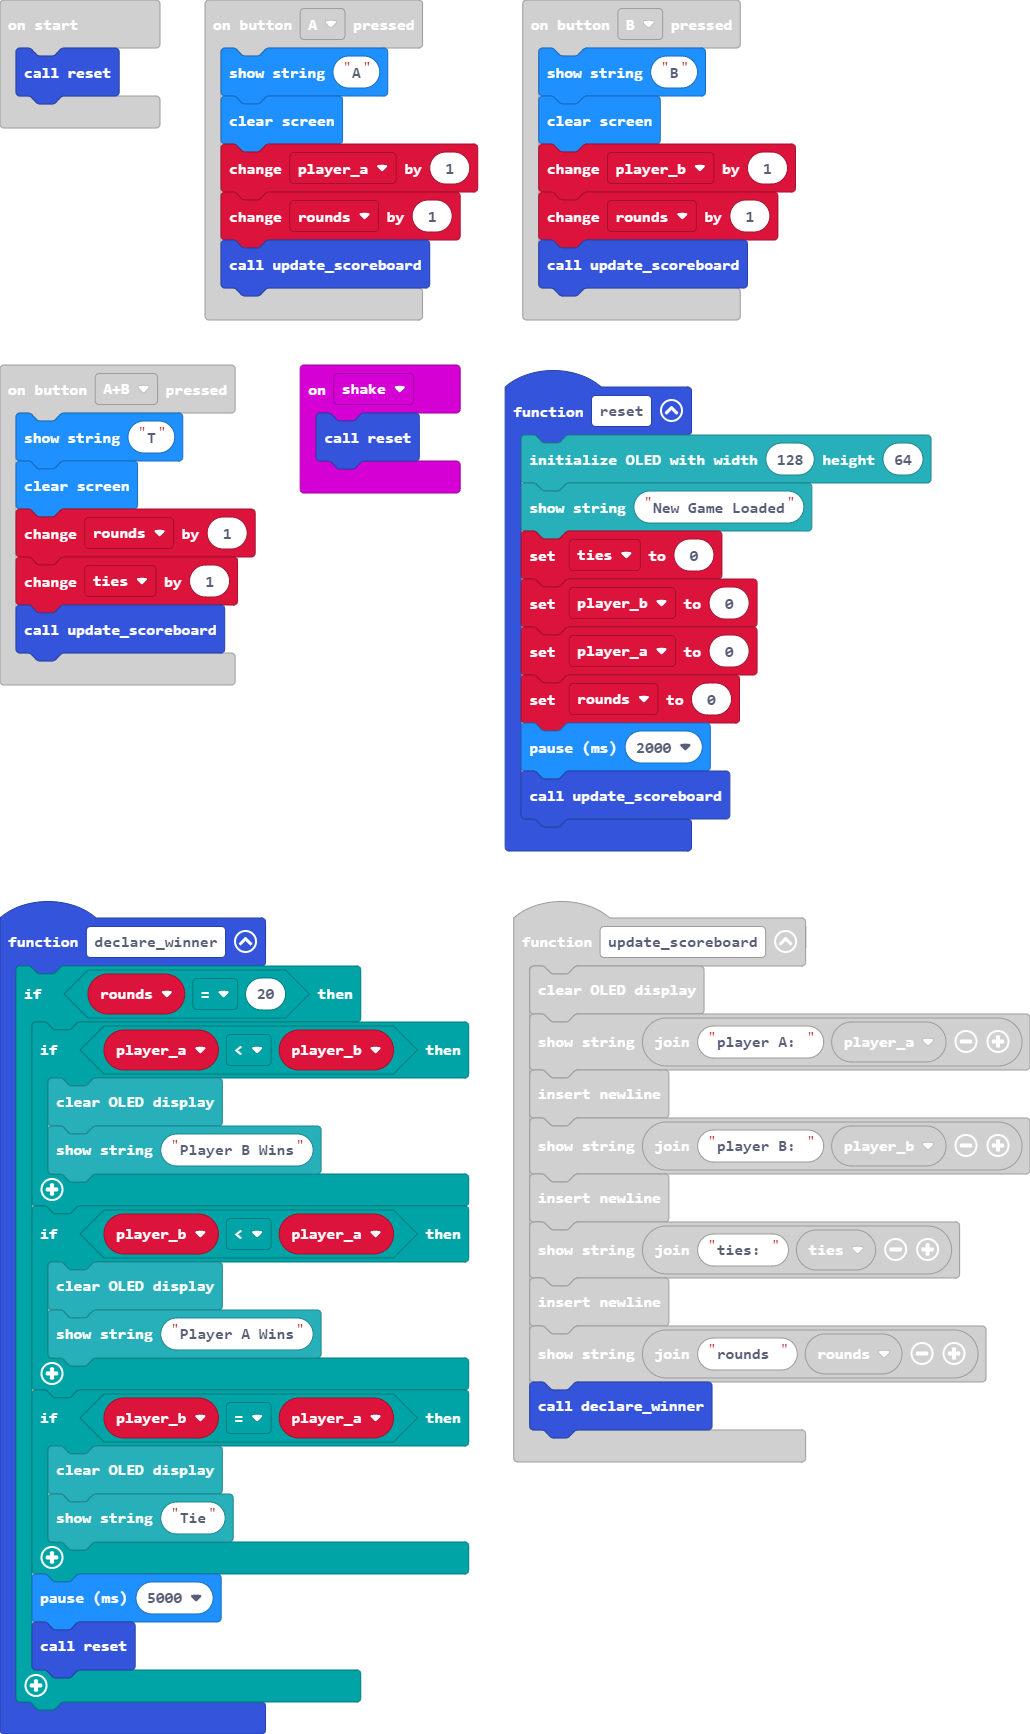 on start
call reset
on button A pressed
show string "A"
clear screen
change player_a by 1
change rounds by 1
call update_scoreboard
on button B pressed
show string "B"
clear screen
change player_b by 1
change rounds by 1
call update_scoreboard
on button A+B pressed
show string "T"
clear screen
change rounds by 1
change ties by 1
call update_scoreboard
on shake
call reset
function reset
initialize OLED with width 128 height 64
show string "New Game Loaded"
set ties to 0
set player_b to 0
set player_a to 0
set rounds to 0
pause (ms) 2000
call update_scoreboard
function declare_winner
if rounds = 20 then
if player_a < player_b then
clear OLED display
show string "Player B Wins"
if player_b < player_a then
clear OLED display
show string "Player A Wins"
if player_b = player_a then
clear OLED display
show string "Tie"
pause (ms) 5000
call reset
function update_scoreboard
clear OLED display
show string join "player A: " player_a
insert newline
show string join "player B: " player_b
insert newline
show string join "ties: " ties
insert newline
show string join "rounds " rounds
call declare_winner